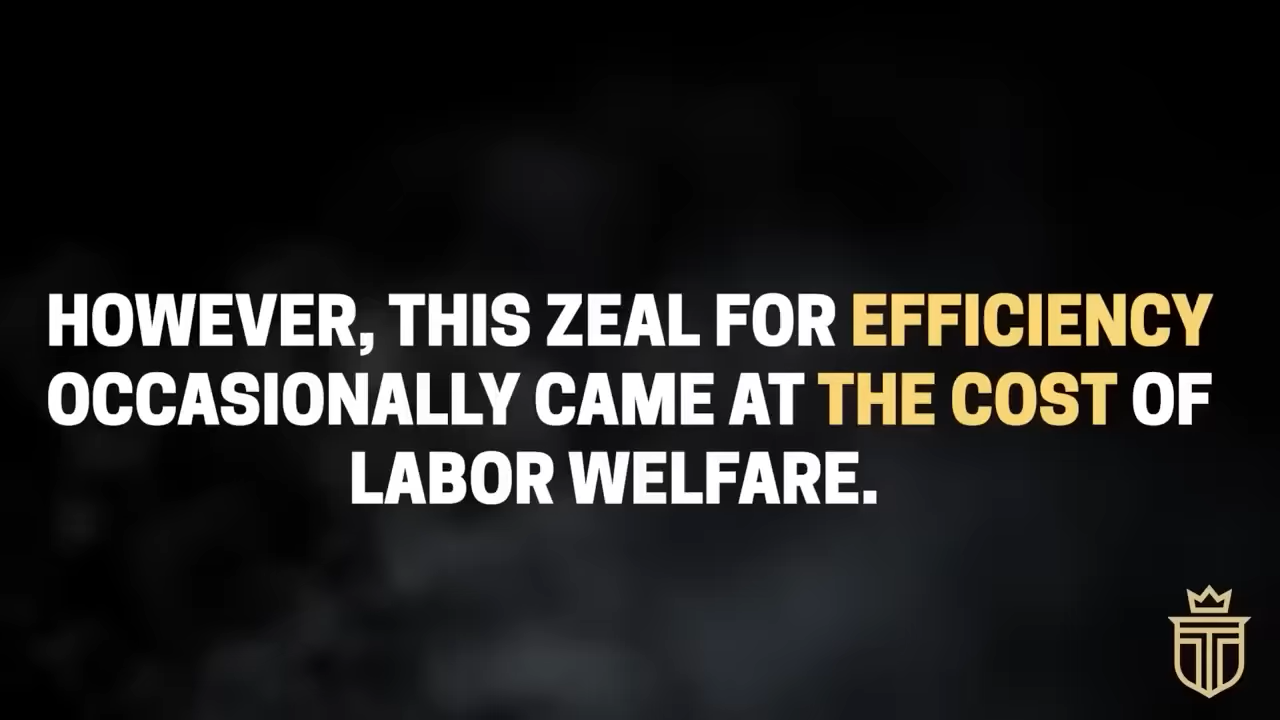 HOWEVER, THIS ZEAL FOR EFFICIENCY
OCCASIONALLY CAME AT THE COST OF
LABOR WELFARE.